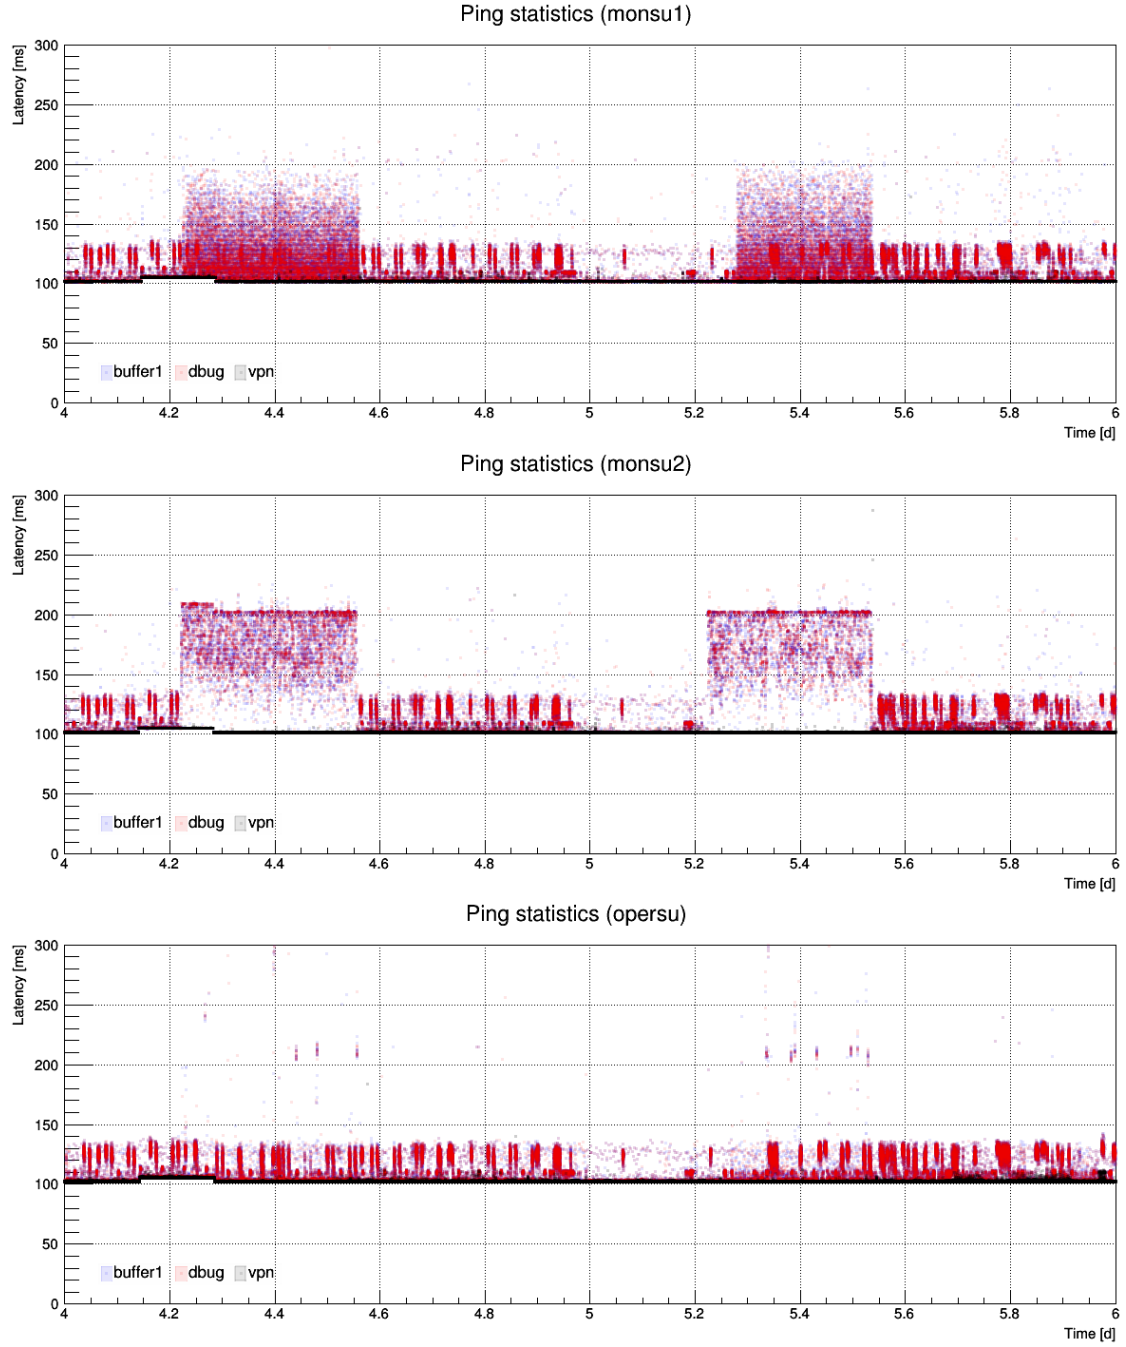 Ping statistics (monsu1)
Latency [ms]
300
250
200
150
100
50
0
buffer1 dbug vpn
4 4.2 4.4 4.6 4.8 5 5.2 5.4 5.6 5.8 6
Time [d]
Ping statistics (monsu2)
Latency [ms]
300
250
200
150
100
50
0
buffer1 dbug vpn
4 4.2 4.4 4.6 4.8 5 5.2 5.4 5.6 5.8 6
Time [d]
Ping statistics (opersu)
Latency [ms]
300
250
200
150
100
50
0
buffer1 dbug vpn
4 4.2 4.4 4.6 4.8 5 5.2 5.4 5.6 5.8 6
Time [d]